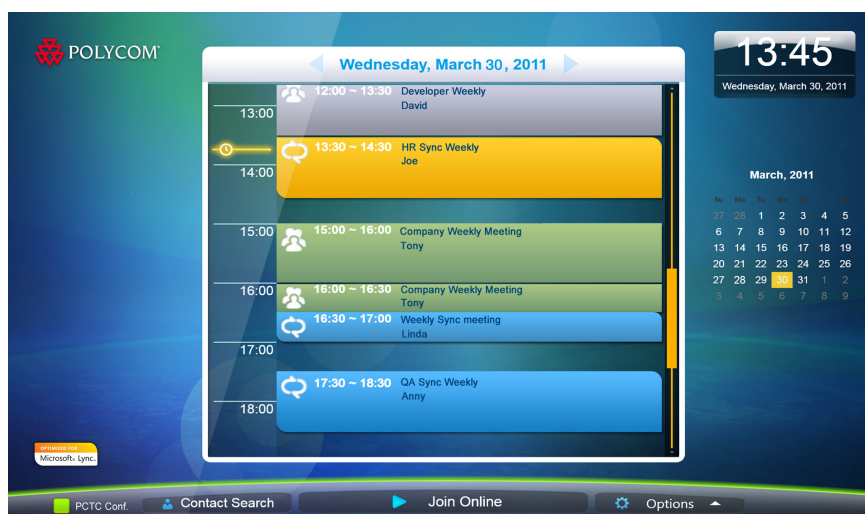 POLYCOM
Wednesday, March 30, 2011
13:45
Wednesday, March 30, 2011
12:00 ~ 13:30 Developer Weekly
David
13:00
13:30 ~ 14:30 HR Sync Weekly
Joe
14:00
15:00
15:00 ~ 16:00 Company Weekly Meeting
Tony
16:00
16:00 ~ 16:30 Company Weekly Meeting
Tony
16:30 ~ 17:00 Weekly Sync meeting
Linda
17:00
17:30 ~ 18:30 QA Sync Weekly
Anny
18:00
March, 2011
Su Mo Tu We
27 28 1 2 3 4 5
6 7 8 9 10 11 12
13 14 15 16 17 18 19
20 21 22 23 24 25 26
27 28 29 30 31 1 2
3 4 5 6 7 8 9
OPTIMIZED FOR
Microsoft® Lync™
PCTC Conf.
Contact Search
Join Online
Options